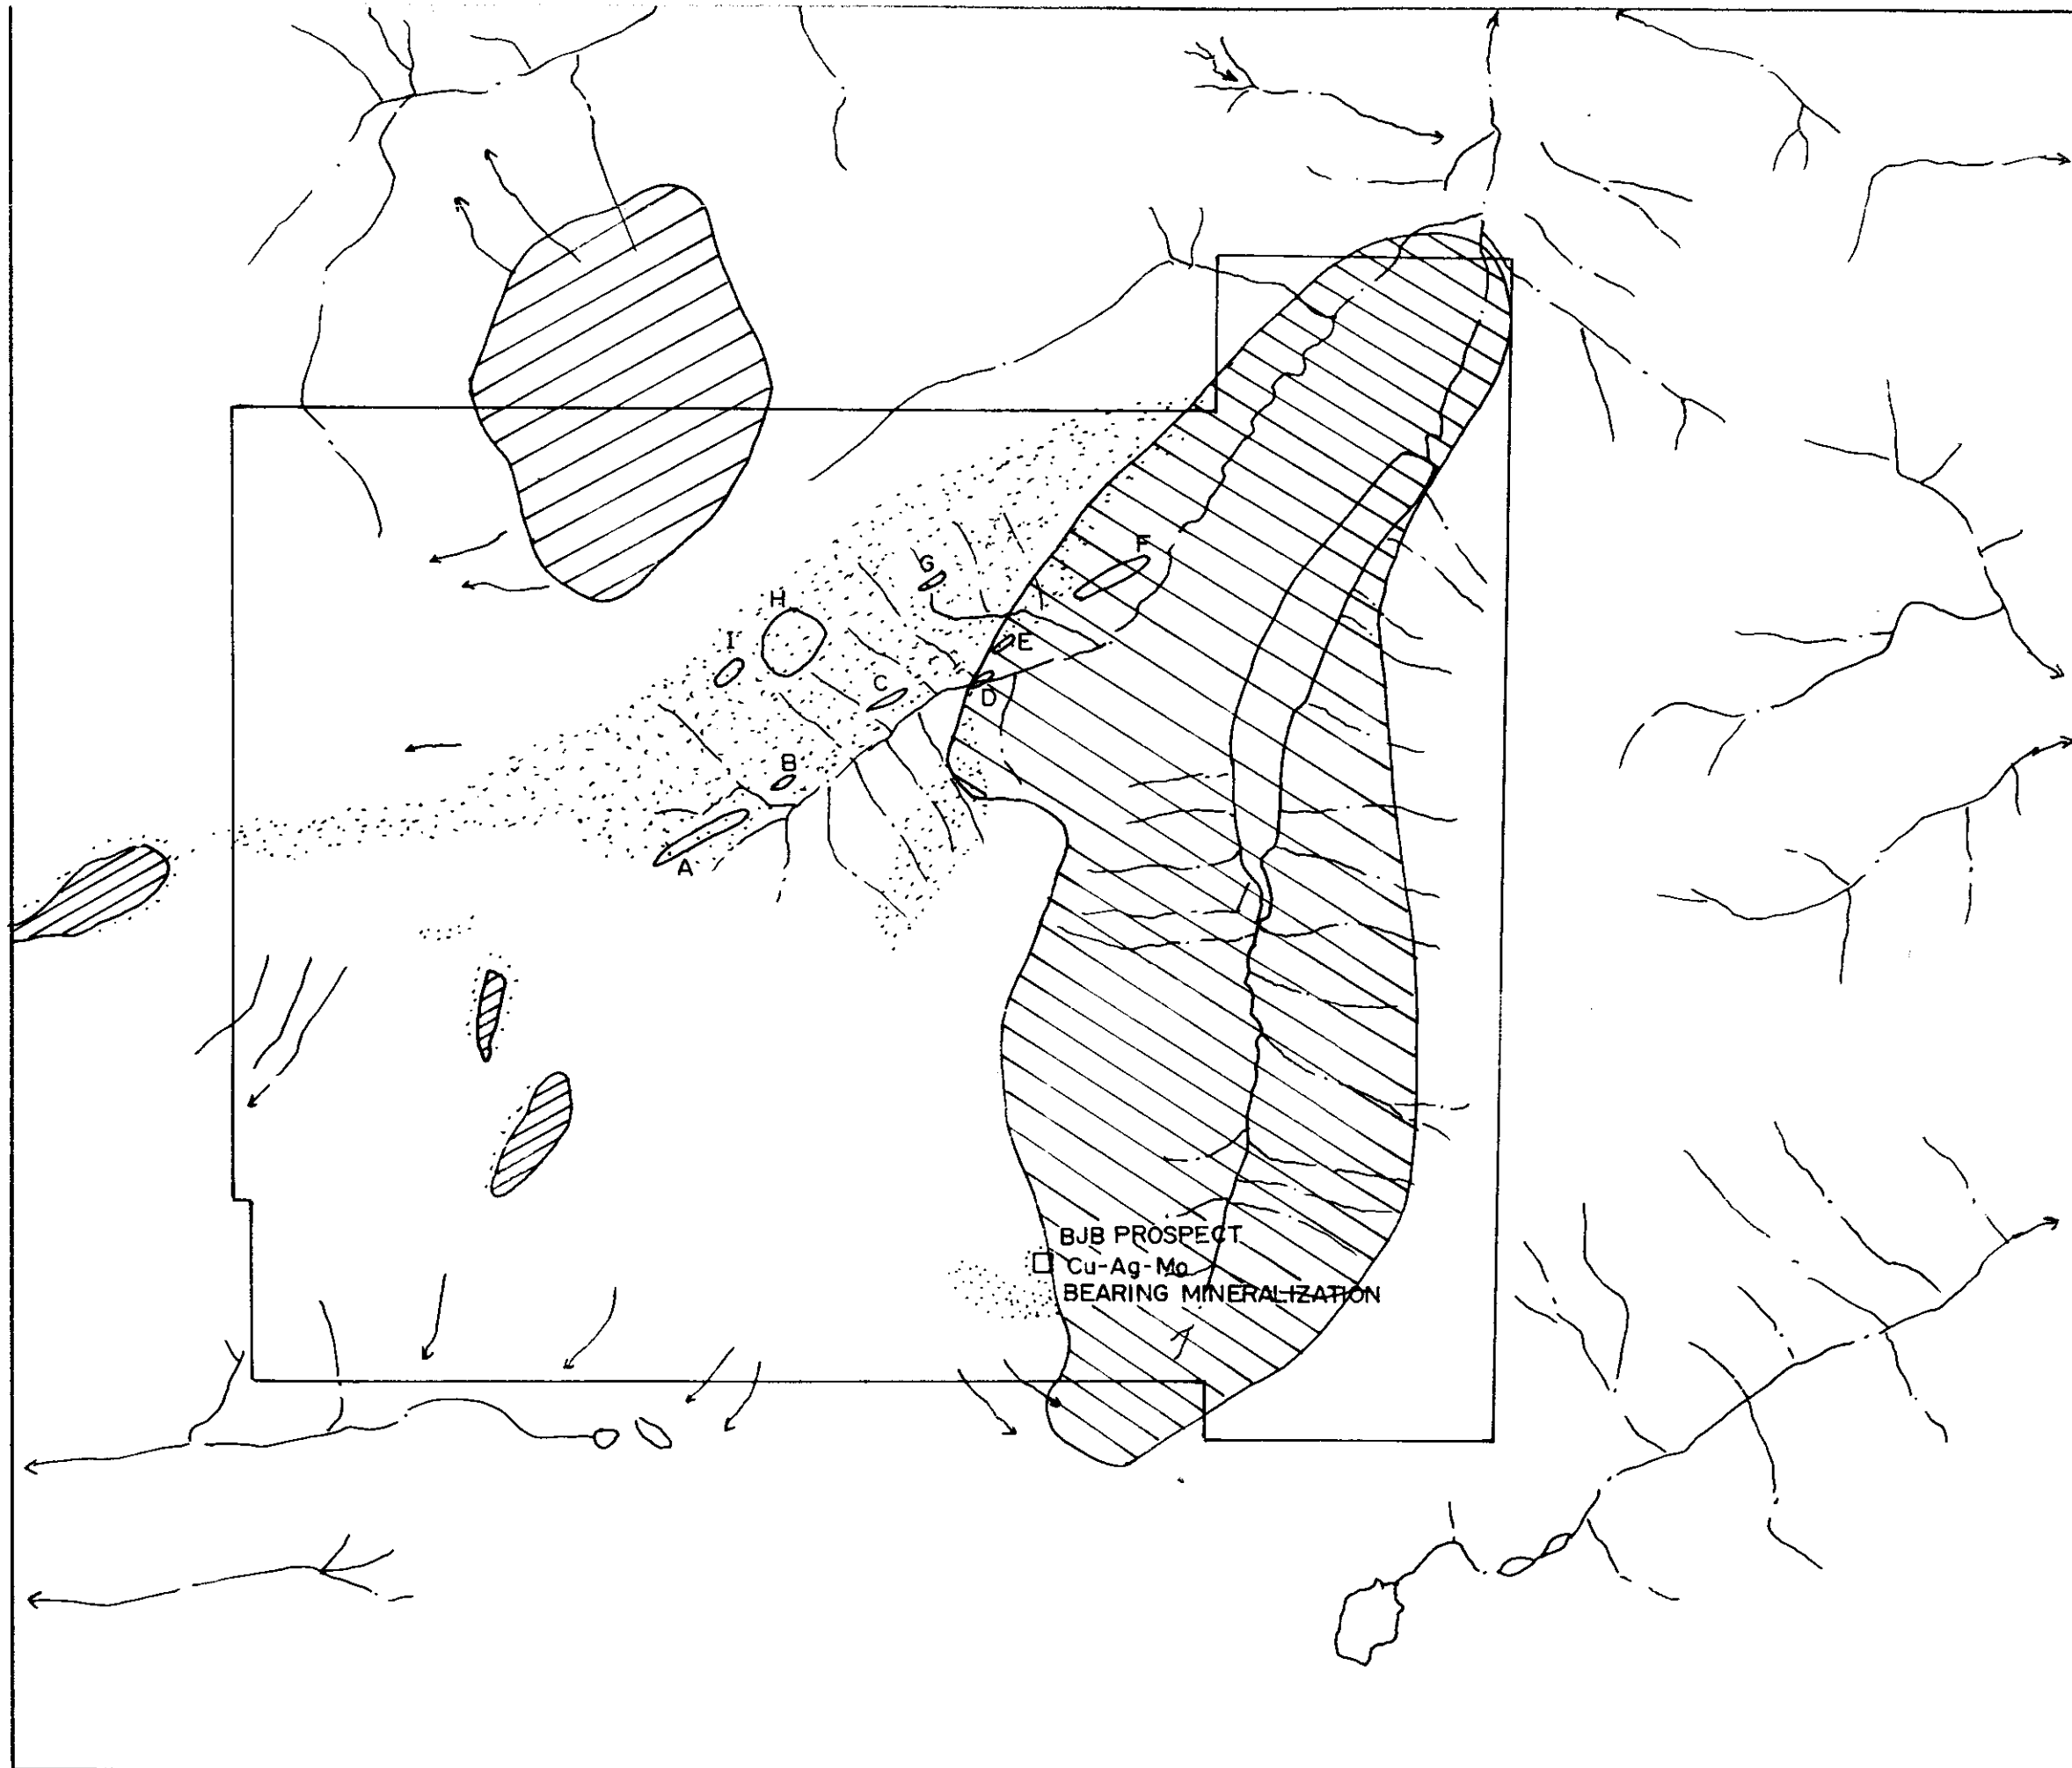 F
G
H
I
E
C
D
B
A
BJB PROSPECT
Cu-Ag-Mo
BEARING MINERALIZATION